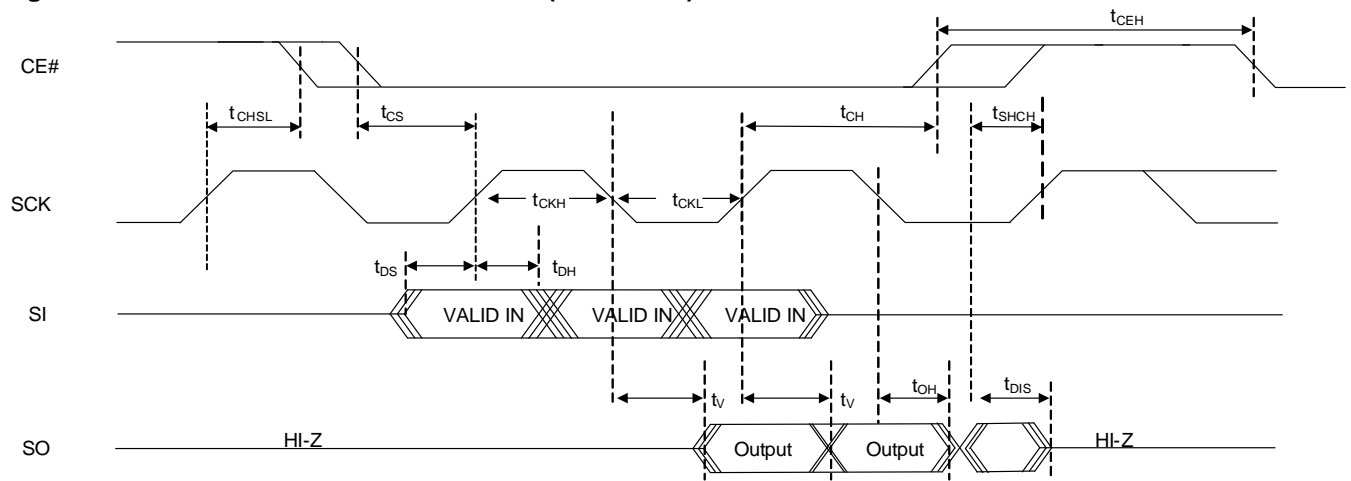 tCEH
CE#
tCHSL
tCS
tCH
tSHCH
SCK
tCKH
tCKL
tDS
tDH
SI
VALID IN
VALID IN
VALID IN
tV
tV
tOH
tDIS
SO
HI-Z
Output
Output
HI-Z